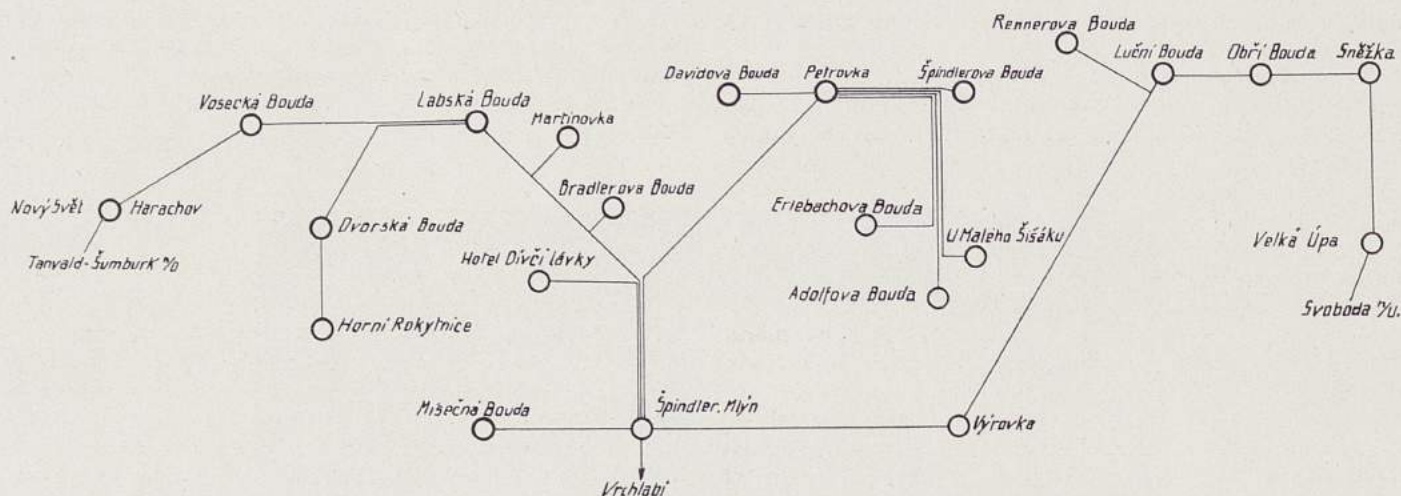 Rennerova Bouda
Luční Bouda
Obří Bouda
Sněžka
Davidova Bouda
Petrovka
Špindlerova Bouda
Vosecká Bouda
Labská Bouda
Martinovka
Bradlerova Bouda
Nový Svět
Harachov
Dvorská Bouda
Erlebachova Bouda
U Malého Šišáku
Velká Úpa
Tanvald-Šumburk n/D
Hotel Dívčí lávky
Adolfova Bouda
Svoboda n/U.
Horní Rokytnice
Mísečná Bouda
Špindler. Mlýn
Výrovka
Vrchlabí